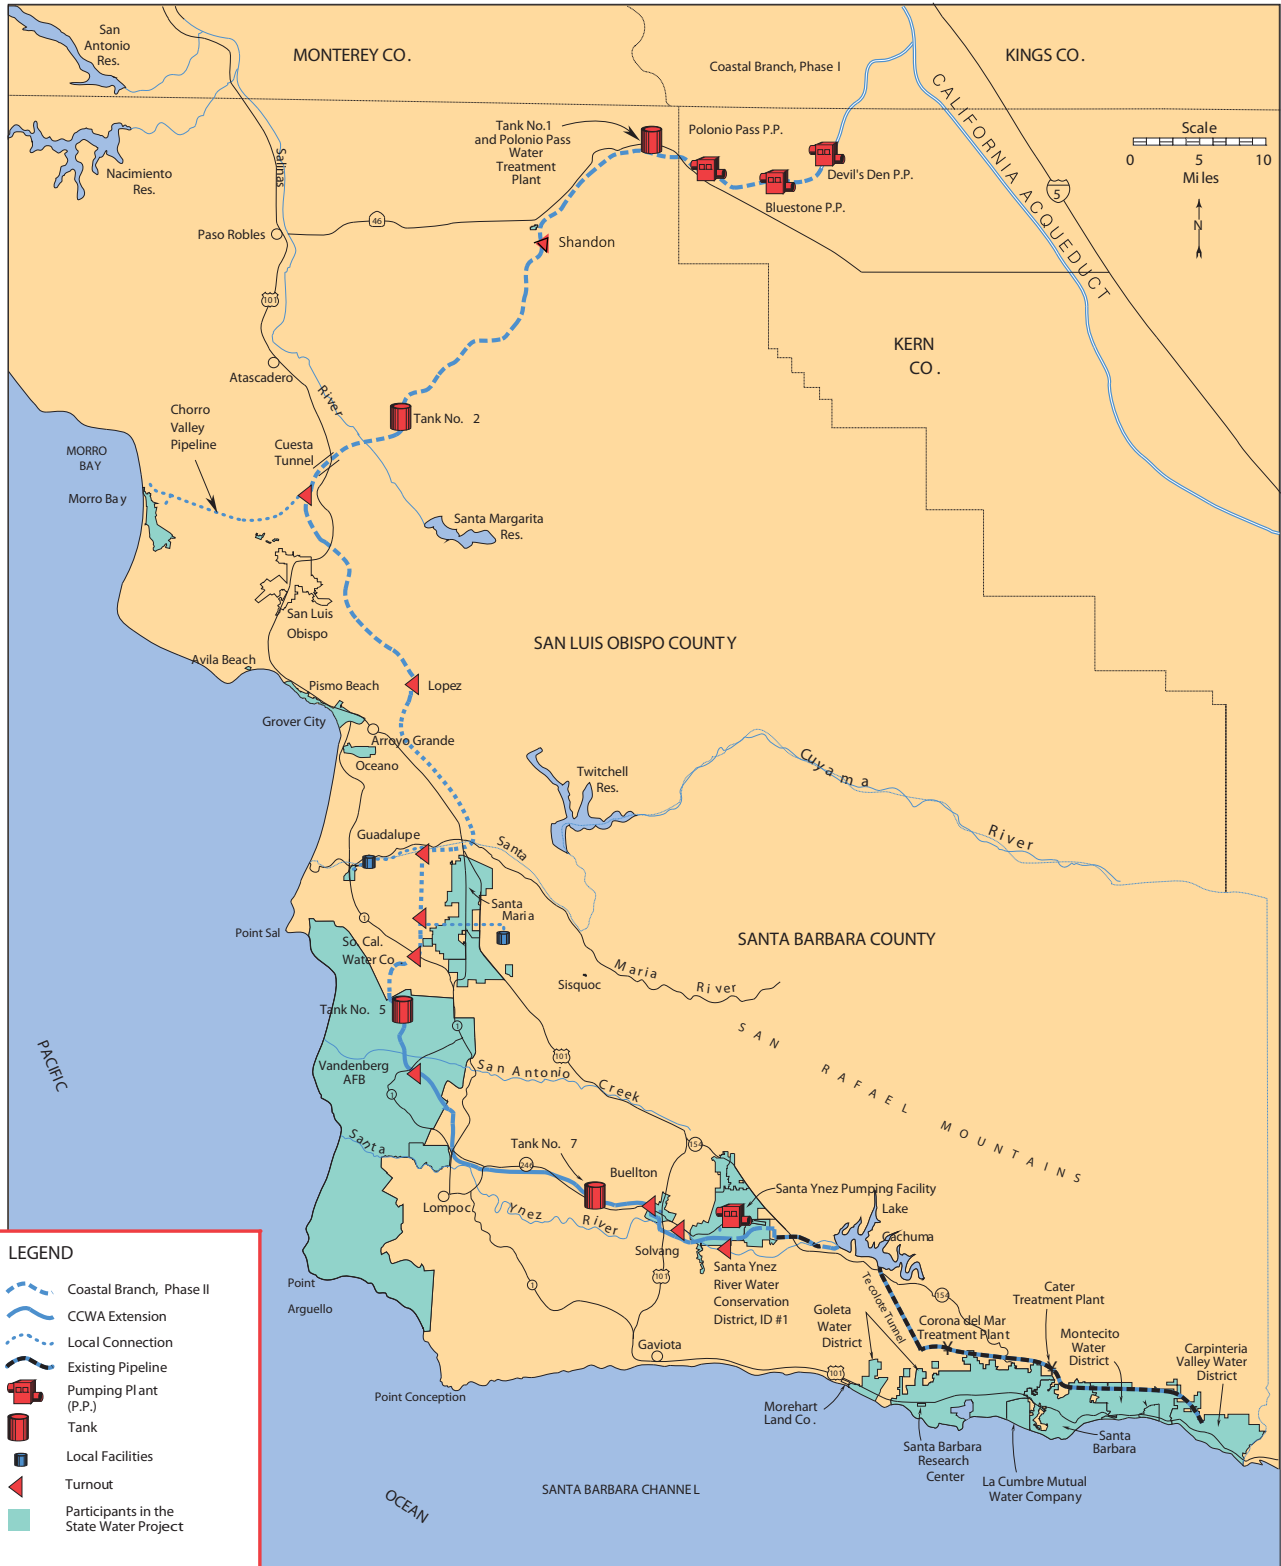 San
Antonio
Res.
MONTEREY CO.
Coastal Branch, Phase I
KINGS CO.
CALIFORNIA ACQUEDUCT
Scale
0 5 10
Miles
N
5
Tank No.1
and Polonio Pass
Water
Treatment
Plant
Polonio Pass P.P.
Devil's Den P.P.
Bluestone P.P.
Nacimiento
Res.
Salinas
Paso Robles
46
Shandon
101
KERN
CO.
Atascadero
River
Tank No. 2
Chorro
Valley
Pipeline
Cuesta
Tunnel
MORRO
BAY
Morro Bay
Santa Margarita
Res.
San Luis
Obispo
SAN LUIS OBISPO COUNTY
Avila Beach
Pismo Beach
Lopez
Grover City
Arroyo Grande
Oceano
Twitchell
Res.
Cuyama
River
Guadalupe
Santa
Santa
Maria
1
Point Sal
So. Cal.
Water Co.
SANTA BARBARA COUNTY
Maria
River
Sisquoc
Tank No. 5
1
SAN RAFAEL MOUNTAINS
PACIFIC
Vandenberg
AFB
101
San Antonio
Creek
1
Santa
Tank No. 7
154
246
Buellton
Santa Ynez Pumping Facility
Lompoc
Ynez
River
Lake
Cachuma
Solvang
Santa Ynez
River Water
Conservation
District, ID #1
101
1
Tecolote Tunnel
154
Cater
Treatment Plant
Goleta
Water
District
Corona del Mar
Treatment Plant
Montecito
Water
District
Carpinteria
Valley Water
District
Point
Arguello
Gaviota
101
Point Conception
Morehart
Land Co.
Santa Barbara
Research
Center
La Cumbre Mutual
Water Company
Santa
Barbara
SANTA BARBARA CHANNEL
OCEAN
LEGEND
Coastal Branch, Phase II
CCWA Extension
Local Connection
Existing Pipeline
Pumping Plant
(P.P.)
Tank
Local Facilities
Turnout
Participants in the
State Water Project